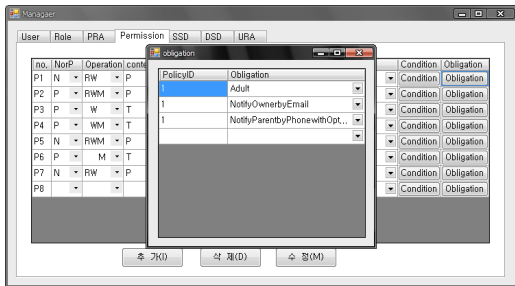 Managaer
User Role PRA Permission SSD DSD URA
obligation
no. NorP Operation conte Condition Obligation
PolicyID Obligation
P1 N RW P Condition Obligation
1 Adult
P2 P RWM P Condition Obligation
1 NotifyOwnerbyEmail
P3 P W T Condition Obligation
1 NotifyParentbyPhonewithOpt...
P4 P WM T Condition Obligation
P5 N RWM P Condition Obligation
P6 P M T Condition Obligation
P7 N RW P Condition Obligation
P8 Condition Obligation
추 가(I) 삭 제(D) 수 정(M)